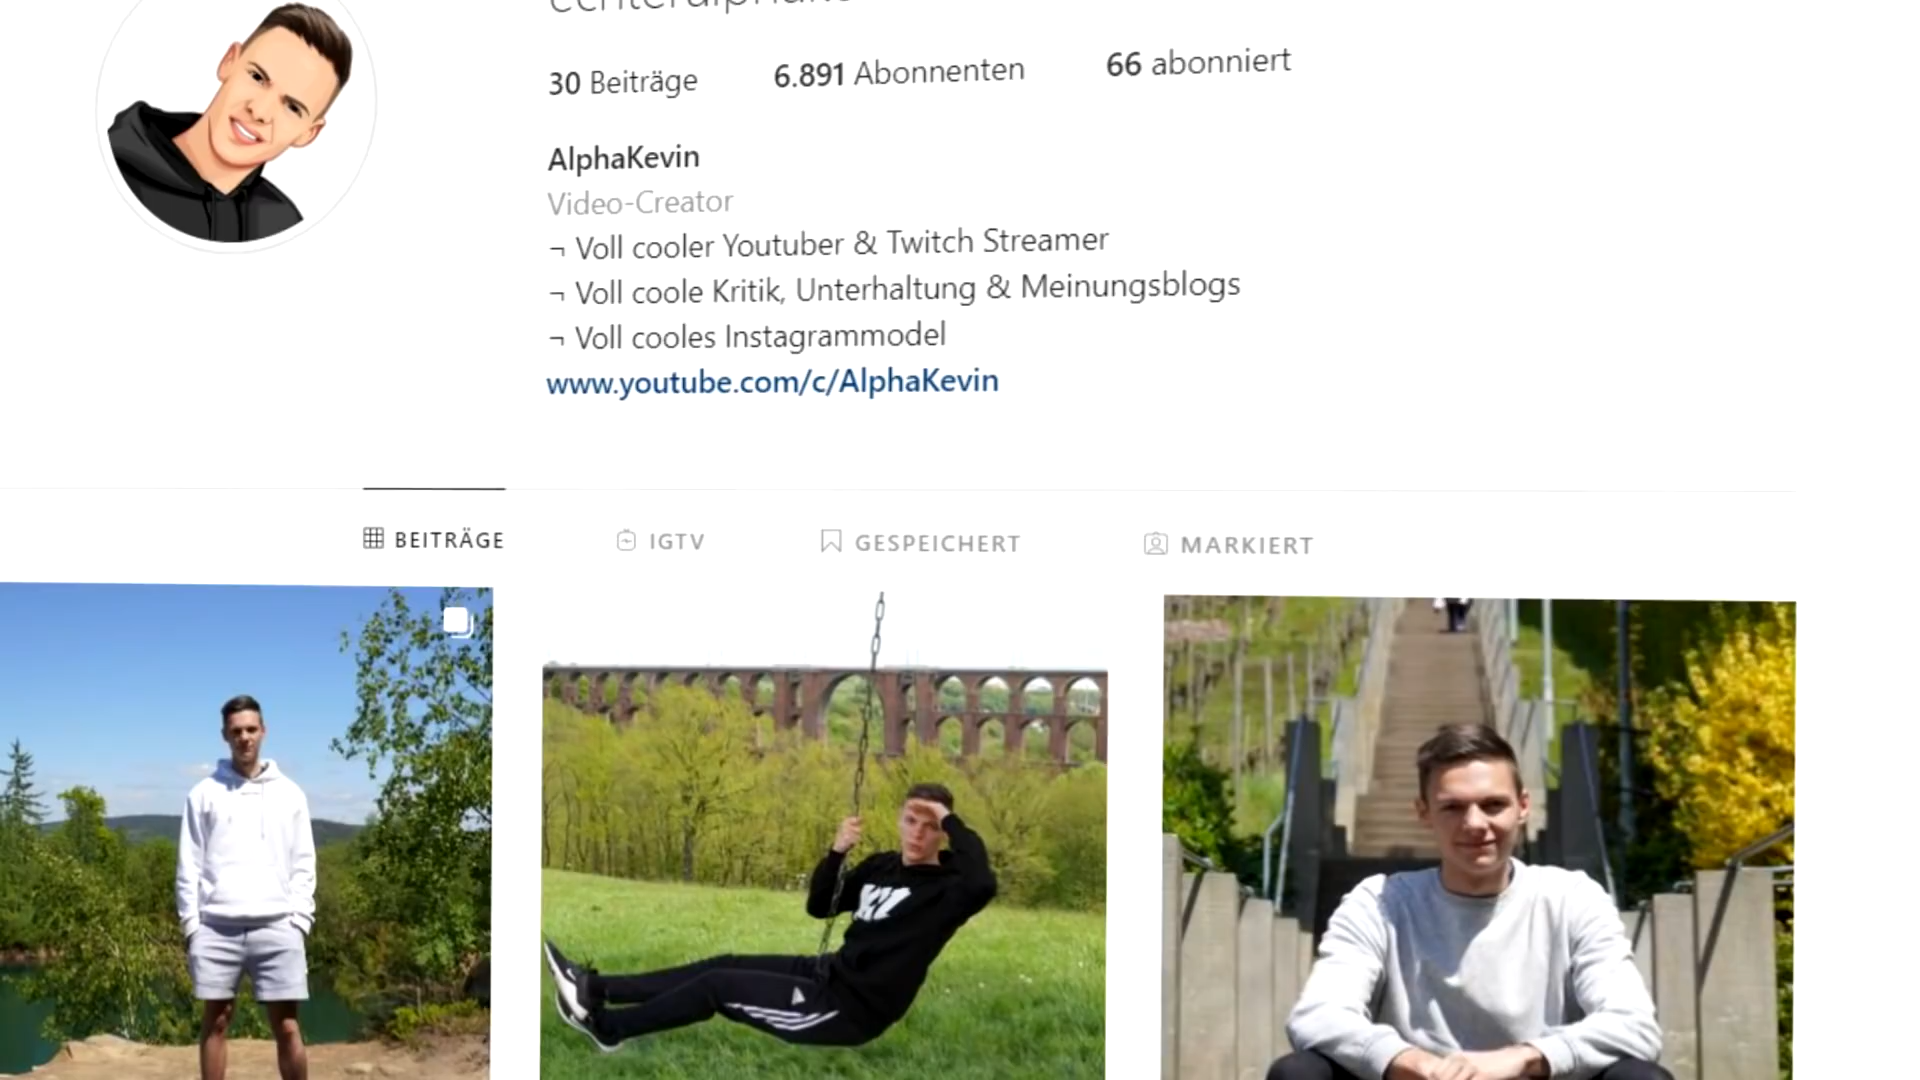 30 Beiträge 6.891 Abonnenten 66 abonniert
AlphaKevin
Video-Creator
¬ Voll cooler Youtuber & Twitch Streamer
¬ Voll coole Kritik, Unterhaltung & Meinungsblogs
¬ Voll cooles Instagrammodel
www.youtube.com/c/AlphaKevin
BEITRÄGE IGTV GESPEICHERT MARKIERT